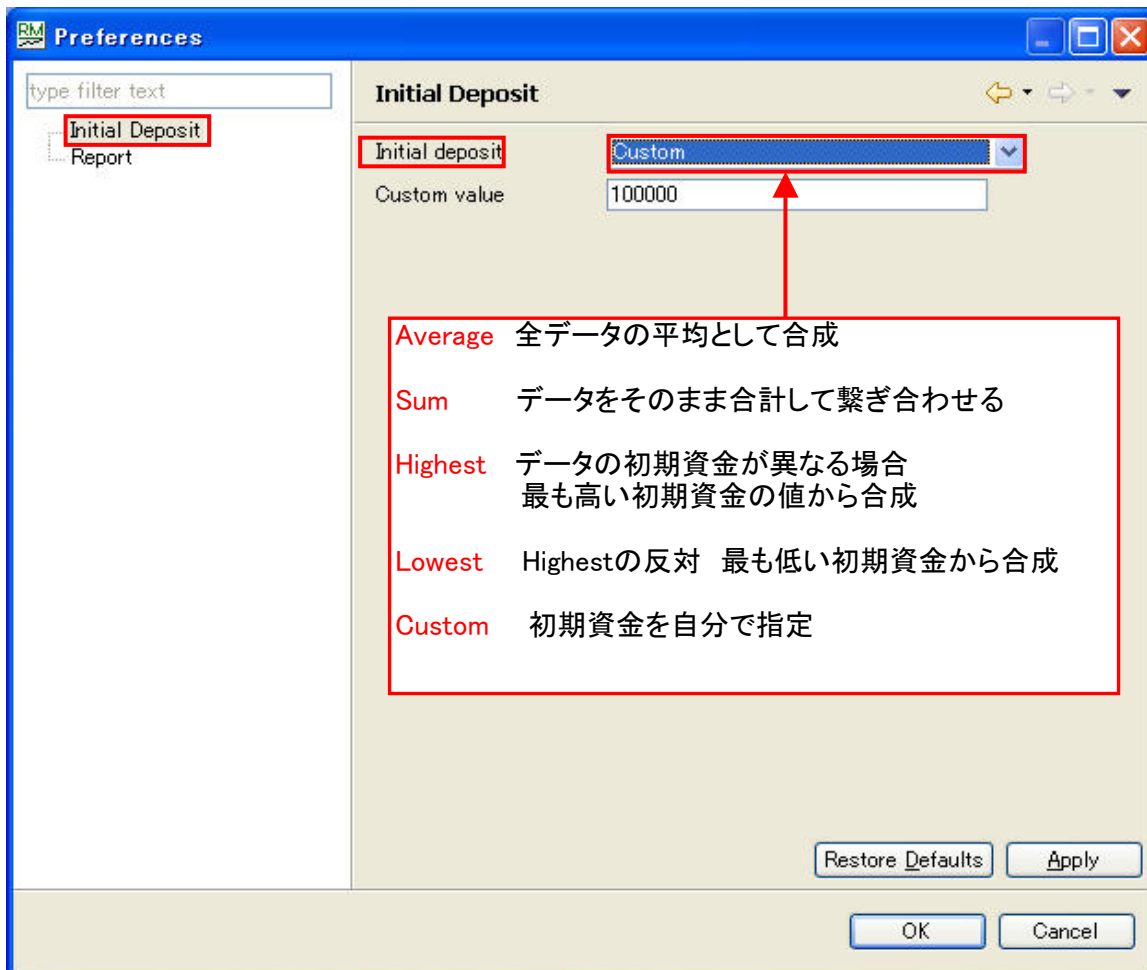 Preferences
type filter text
Initial Deposit
Report
Initial Deposit
Initial deposit Custom
Custom value 100000
Average 全データの平均として合成
Sum データをそのまま合計して繋ぎ合わせる
Highest データの初期資金が異なる場合
最も高い初期資金の値から合成
Lowest Highestの反対 最も低い初期資金から合成
Custom 初期資金を自分で指定
Restore Defaults Apply
OK Cancel